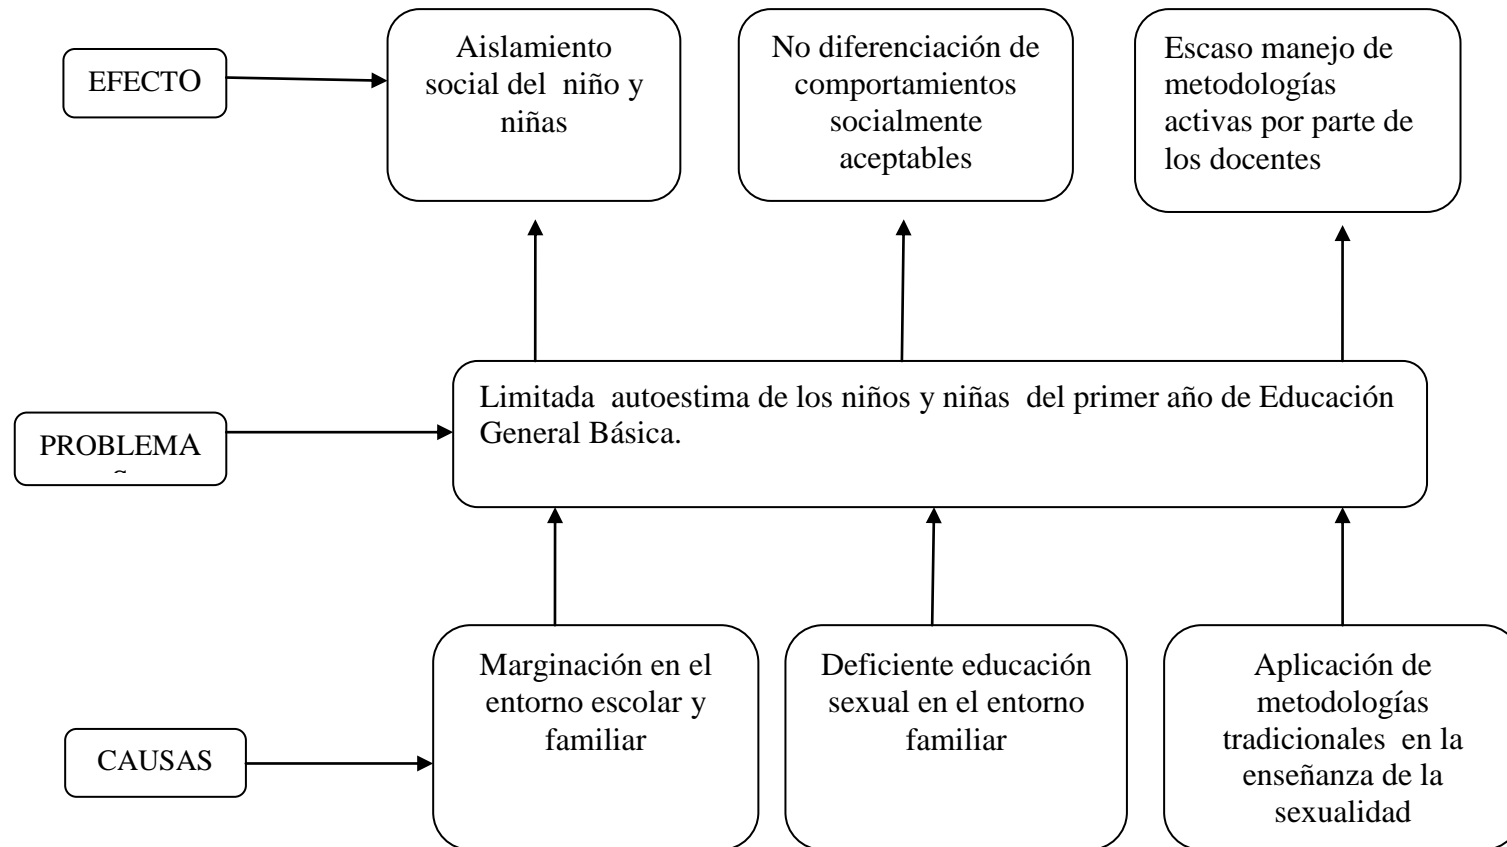 EFECTO
Aislamiento
social del niño y
niñas
No diferenciación de
comportamientos
socialmente
aceptables
Escaso manejo de
metodologías
activas por parte de
los docentes
PROBLEMA
Limitada autoestima de los niños y niñas del primer año de Educación
General Básica.
CAUSAS
Marginación en el
entorno escolar y
familiar
Deficiente educación
sexual en el entorno
familiar
Aplicación de
metodologías
tradicionales en la
enseñanza de la
sexualidad